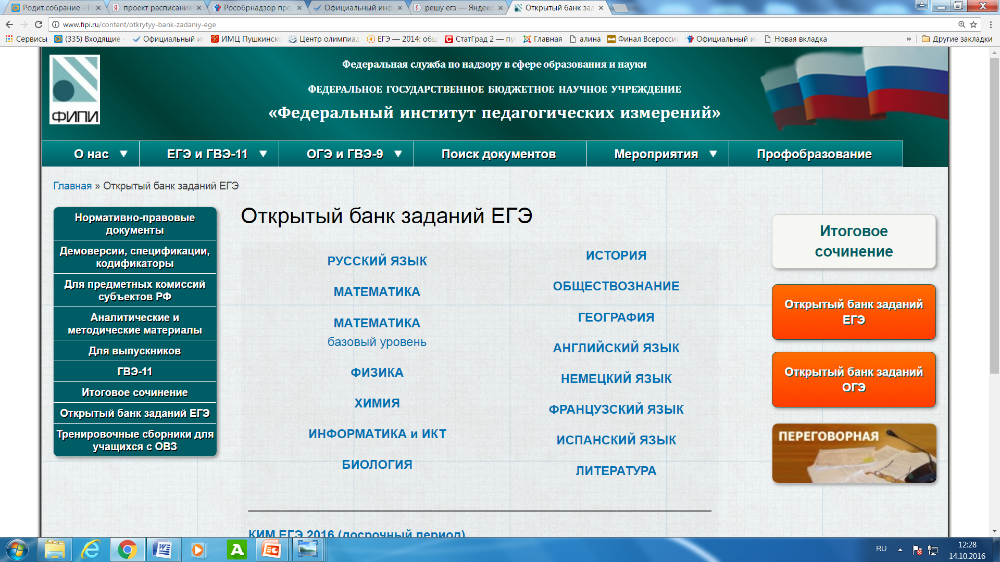 Родит.собрание - Г
проект расписания
Рособрнадзор пре
Официальный инф
решу егэ — Яндекс
Открытый банк зад
www.fipi.ru/content/otkrytyy-bank-zadaniy-ege
Сервисы
(335) Входящие -
Официальный и
ИМЦ Пушкинско
Центр олимпиад
ЕГЭ — 2014: общ
СтатГрад 2 — пу
Главная
алина
Финал Всеросси
Официальный и
Новая вкладка
»
Другие закладки
ФИПИ
Федеральная служба по надзору в сфере образования и науки
ФЕДЕРАЛЬНОЕ ГОСУДАРСТВЕННОЕ БЮДЖЕТНОЕ НАУЧНОЕ УЧРЕЖДЕНИЕ
«Федеральный институт педагогических измерений»
О нас
ЕГЭ и ГВЭ-11
ОГЭ и ГВЭ-9
Поиск документов
Мероприятия
Профобразование
Главная » Открытый банк заданий ЕГЭ
Нормативно-правовые
документы
Демоверсии, спецификации,
кодификаторы
Для предметных комиссий
субъектов РФ
Аналитические и
методические материалы
Для выпускников
ГВЭ-11
Итоговое сочинение
Открытый банк заданий ЕГЭ
Тренировочные сборники для
учащихся с ОВЗ
Открытый банк заданий ЕГЭ
РУССКИЙ ЯЗЫК
МАТЕМАТИКА
МАТЕМАТИКА
базовый уровень
ФИЗИКА
ХИМИЯ
ИНФОРМАТИКА и ИКТ
БИОЛОГИЯ
ИСТОРИЯ
ОБЩЕСТВОЗНАНИЕ
ГЕОГРАФИЯ
АНГЛИЙСКИЙ ЯЗЫК
НЕМЕЦКИЙ ЯЗЫК
ФРАНЦУЗСКИЙ ЯЗЫК
ИСПАНСКИЙ ЯЗЫК
ЛИТЕРАТУРА
КИМ ЕГЭ 2016 (досрочный период)
Итоговое
сочинение
Открытый банк заданий
ЕГЭ
Открытый банк заданий
ОГЭ
ПЕРЕГОВОРНАЯ
RU
12:28
14.10.2016